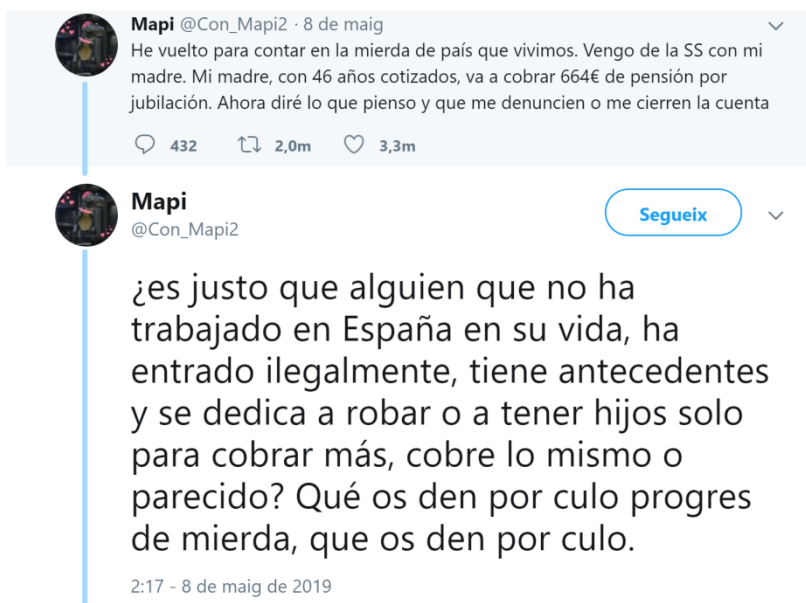 Mapi @Con_Mapi2 · 8 de maig
He vuelto para contar en la mierda de país que vivimos. Vengo de la SS con mi
madre. Mi madre, con 46 años cotizados, va a cobrar 664€ de pensión por
jubilación. Ahora diré lo que pienso y que me denuncien o me cierren la cuenta
432 2,0m 3,3m
Mapi
@Con_Mapi2
Segueix
¿es justo que alguien que no ha
trabajado en España en su vida, ha
entrado ilegalmente, tiene antecedentes
y se dedica a robar o a tener hijos solo
para cobrar más, cobre lo mismo o
parecido? Qué os den por culo progres
de mierda, que os den por culo.
2:17 - 8 de maig de 2019